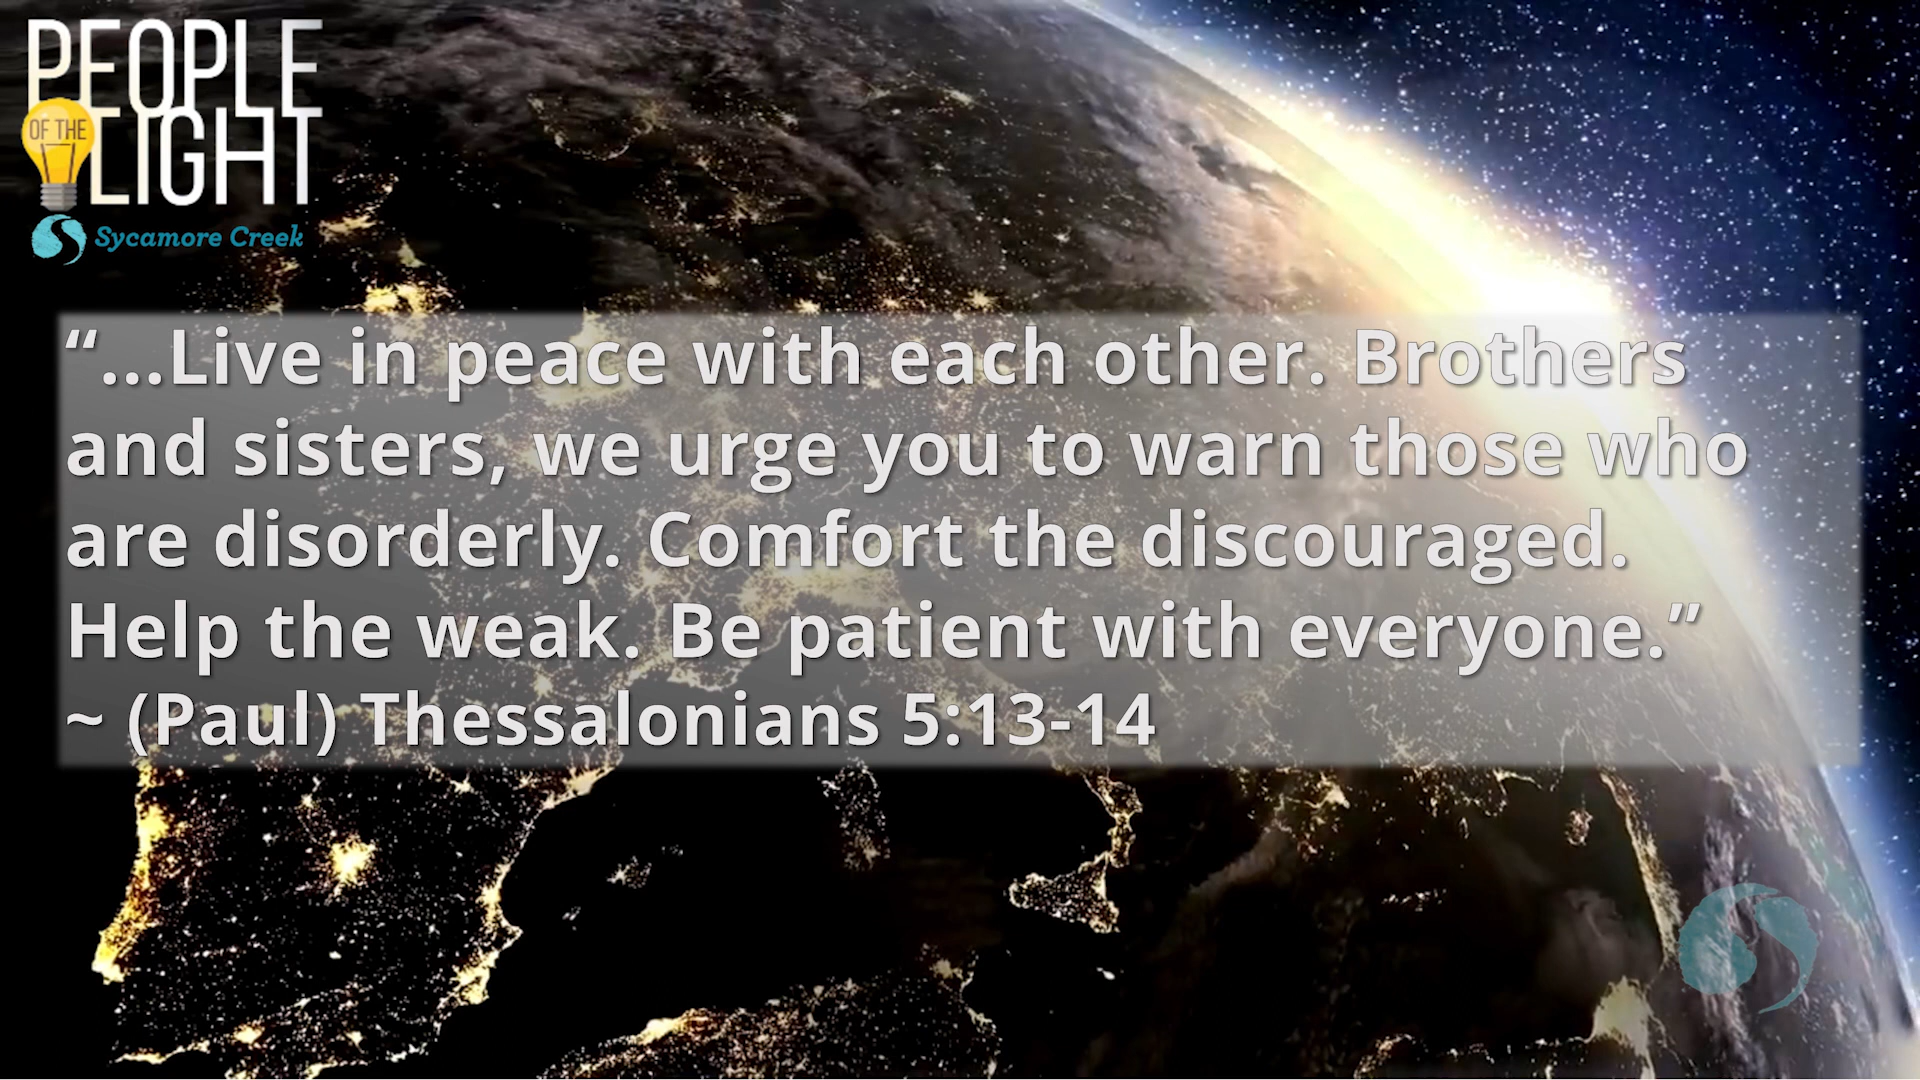 PEOPLE
OF THE
LIGHT
Sycamore Creek
“...Live in peace with each other. Brothers
and sisters, we urge you to warn those who
are disorderly. Comfort the discouraged.
Help the weak. Be patient with everyone.”
~ (Paul) Thessalonians 5:13-14